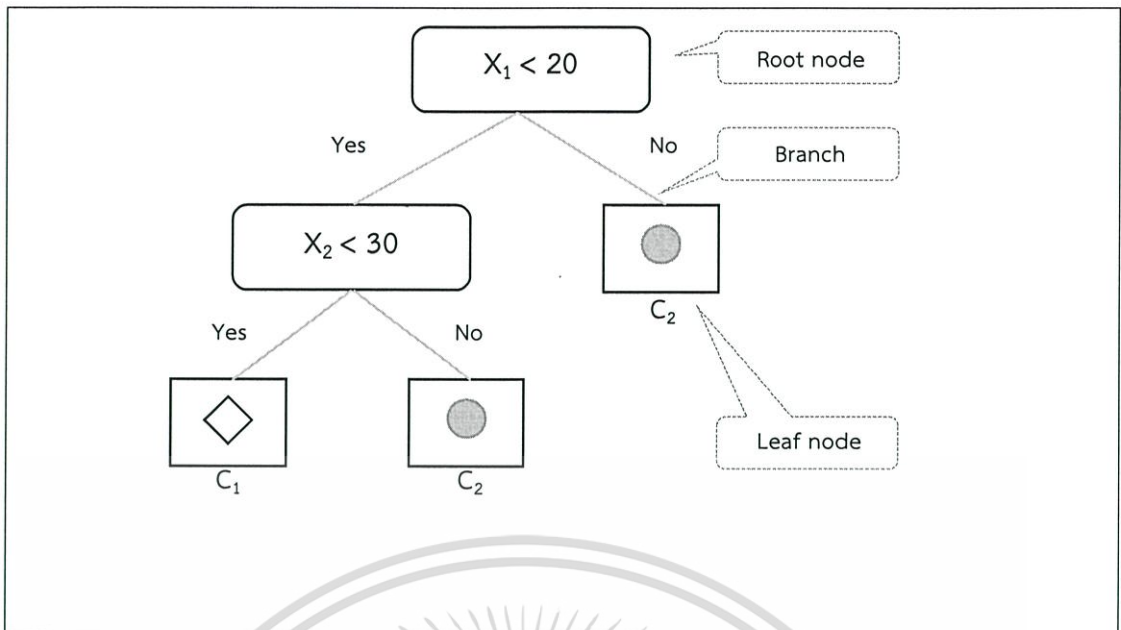 X₁ < 20
Root node
Yes
No
Branch
X₂ < 30
C₂
Yes
No
Leaf node
C₁
C₂